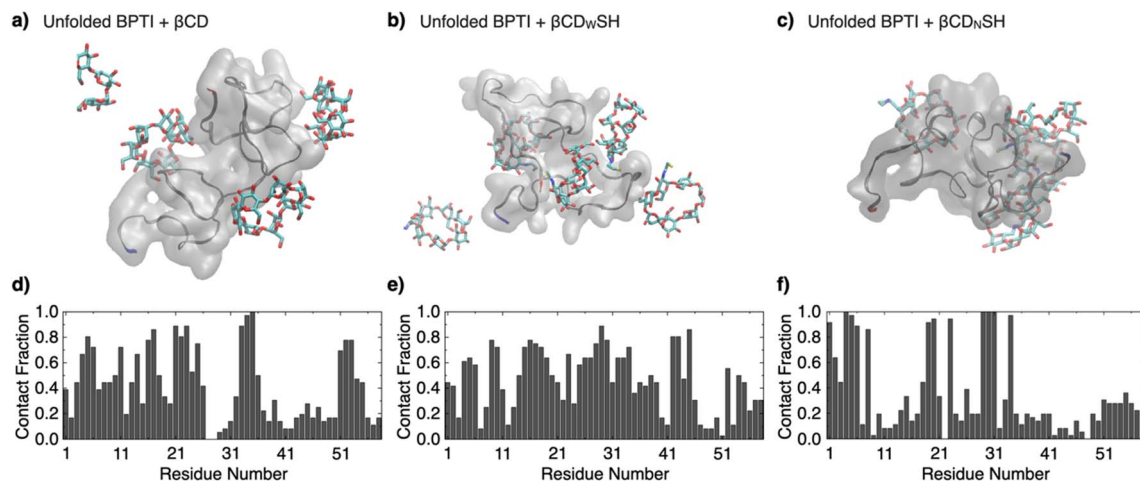 a) Unfolded BPTI + βCD
b) Unfolded BPTI + βCDWSH
c) Unfolded BPTI + βCDNSH
d)
Contact Fraction
1.0
0.8
0.6
0.4
0.2
0.0
1 11 21 31 41 51
Residue Number
e)
Contact Fraction
1.0
0.8
0.6
0.4
0.2
0.0
1 11 21 31 41 51
Residue Number
f)
Contact Fraction
1.0
0.8
0.6
0.4
0.2
0.0
1 11 21 31 41 51
Residue Number